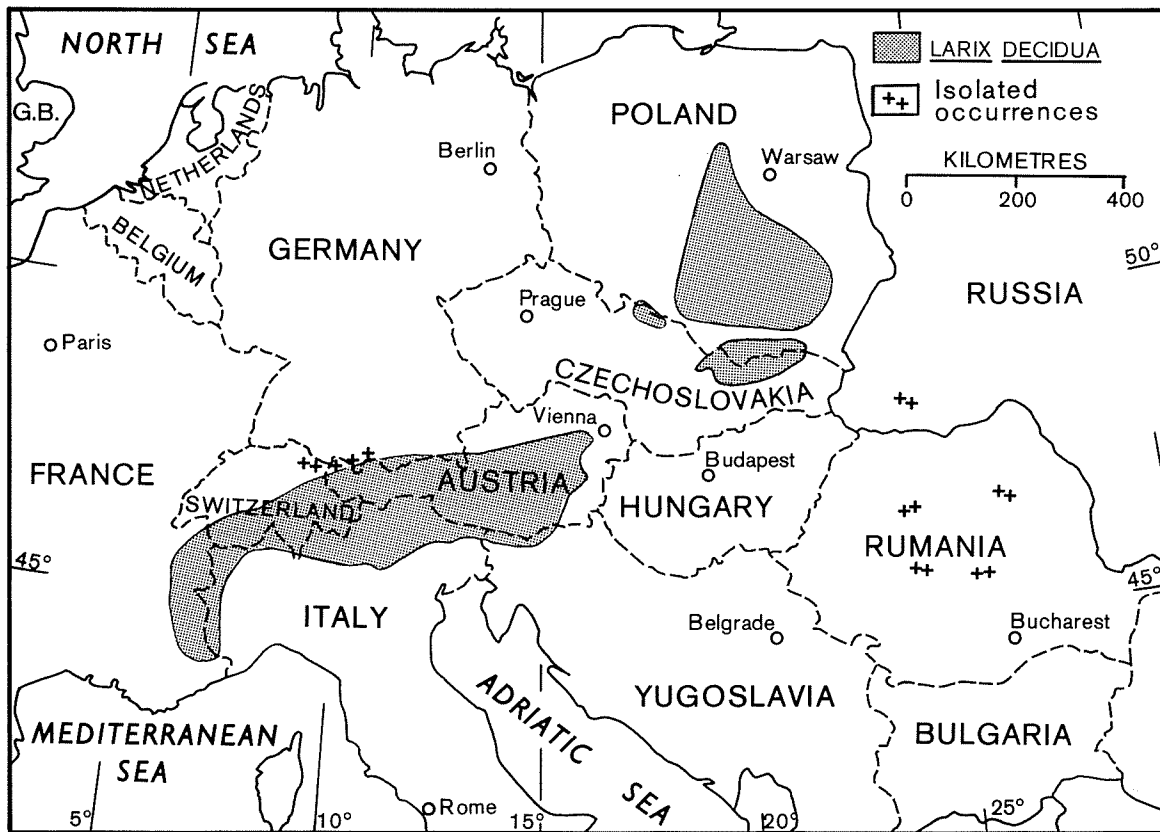 NORTH SEA
G.B.
NETHERLANDS
BELGIUM
Berlin
GERMANY
POLAND
Warsaw
LARIX DECIDUA
Isolated
occurrences
KILOMETRES
0 200 400
50°
RUSSIA
Prague
Paris
CZECHOSLOVAKIA
Vienna
FRANCE
SWITZERLAND
AUSTRIA
Budapest
HUNGARY
RUMANIA
45°
45°
ITALY
Belgrade
Bucharest
ADRIATIC
SEA
YUGOSLAVIA
BULGARIA
MEDITERRANEAN
SEA
Rome
5° 10° 15° 20° 25°